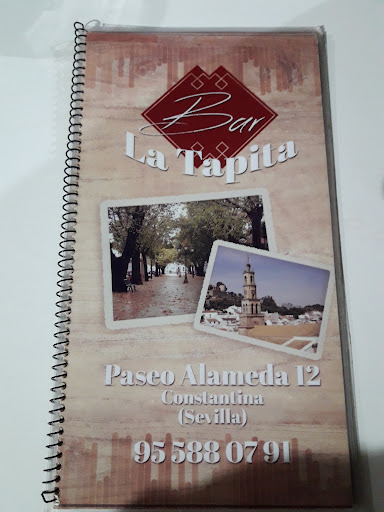 Bar
La Tapita
Paseo Alameda 12
Constantina
(Sevilla)
95 588 07 91